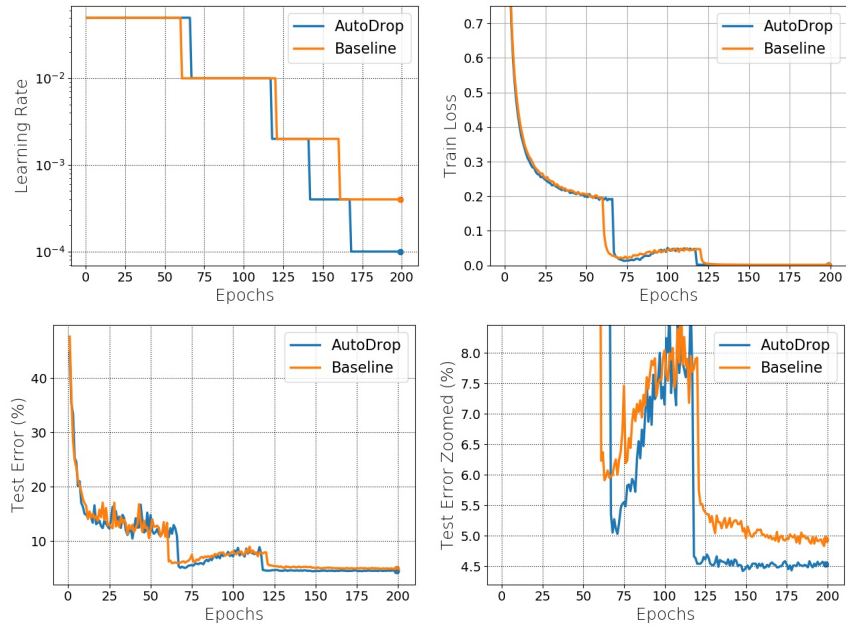 Learning Rate
10⁻²
10⁻³
10⁻⁴
0 25 50 75 100 125 150 175 200
Epochs
AutoDrop
Baseline
Train Loss
0.7
0.6
0.5
0.4
0.3
0.2
0.1
0.0
0 25 50 75 100 125 150 175 200
Epochs
AutoDrop
Baseline
Test Error (%)
40
30
20
10
0 25 50 75 100 125 150 175 200
Epochs
AutoDrop
Baseline
Test Error Zoomed (%)
8.0
7.5
7.0
6.5
6.0
5.5
5.0
4.5
0 25 50 75 100 125 150 175 200
Epochs
AutoDrop
Baseline